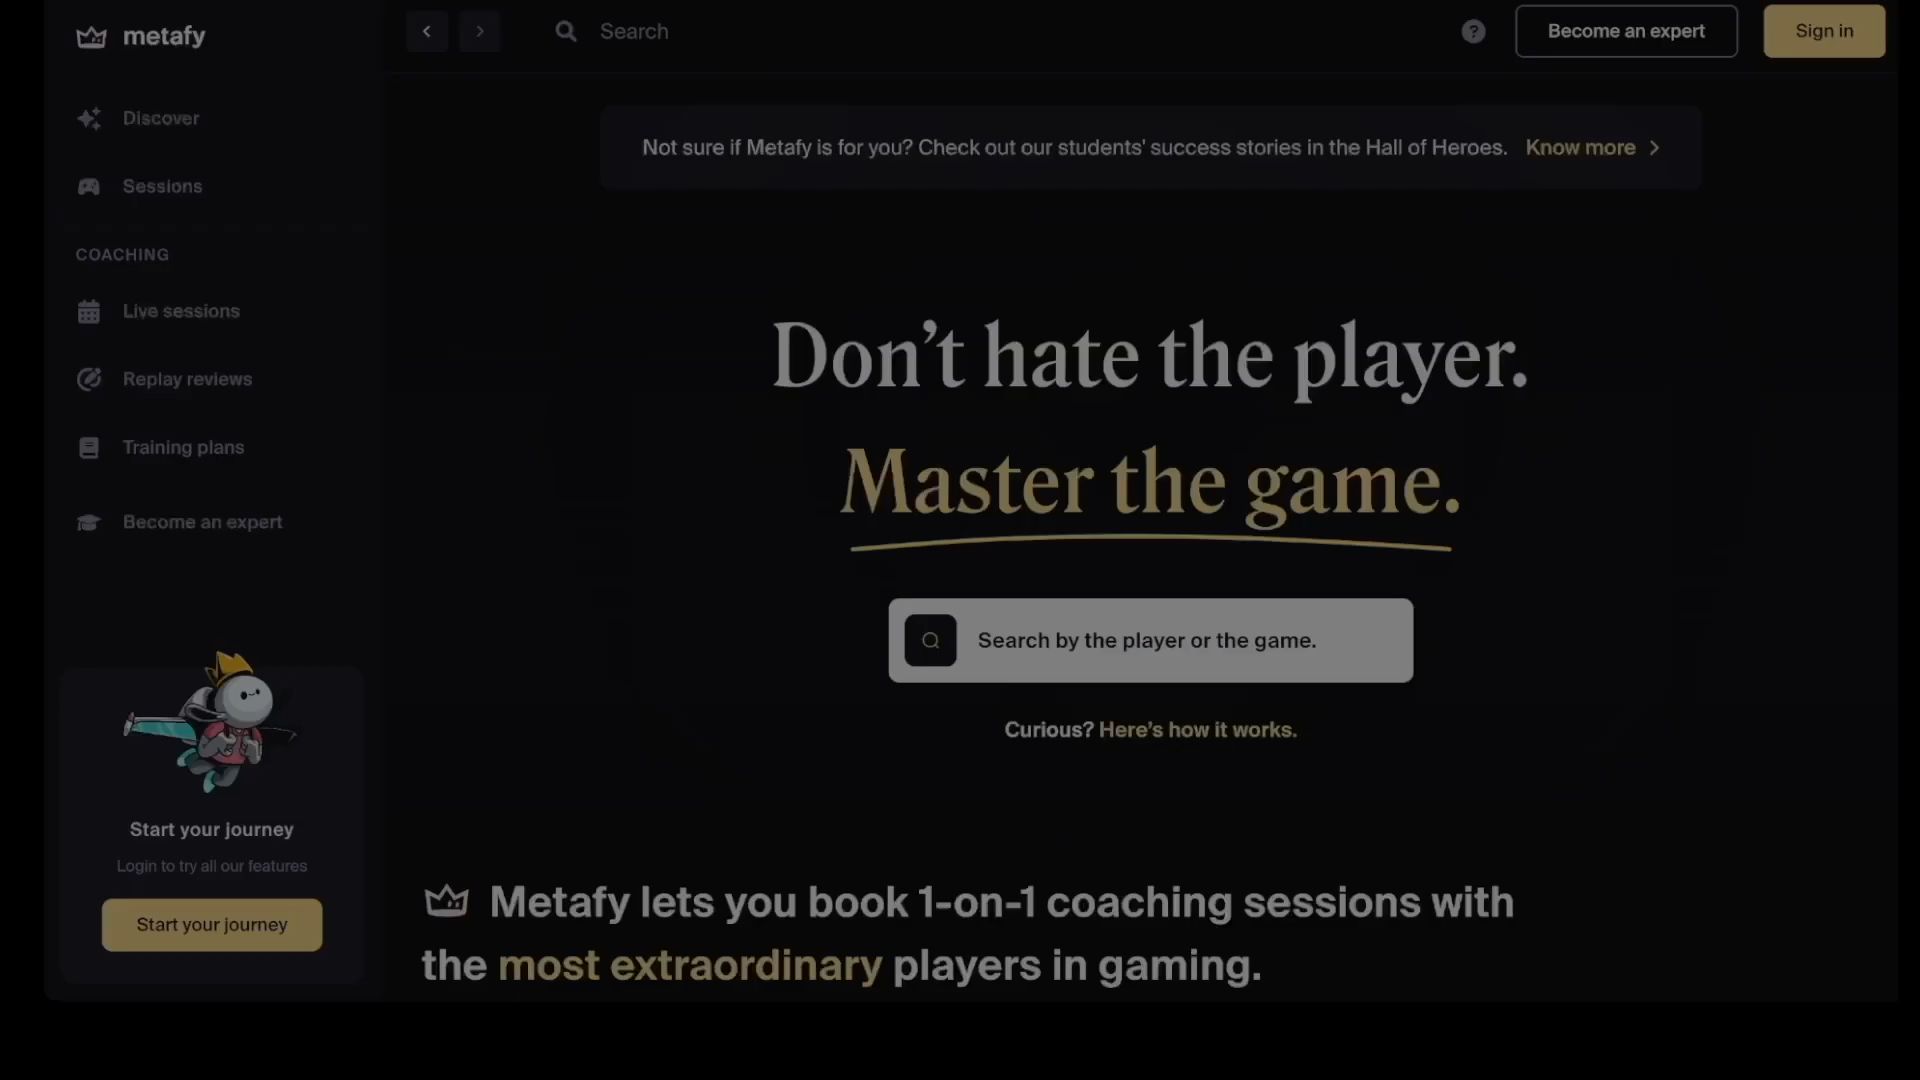 metafy
Search
?
Become an expert
Sign in
Discover
Sessions
COACHING
Live sessions
Replay reviews
Training plans
Become an expert
Start your journey
Login to try all our features
Start your journey
Not sure if Metafy is for you? Check out our students' success stories in the Hall of Heroes. Know more
Don’t hate the player.
Master the game.
Search by the player or the game.
Curious? Here’s how it works.
Metafy lets you book 1-on-1 coaching sessions with
the most extraordinary players in gaming.